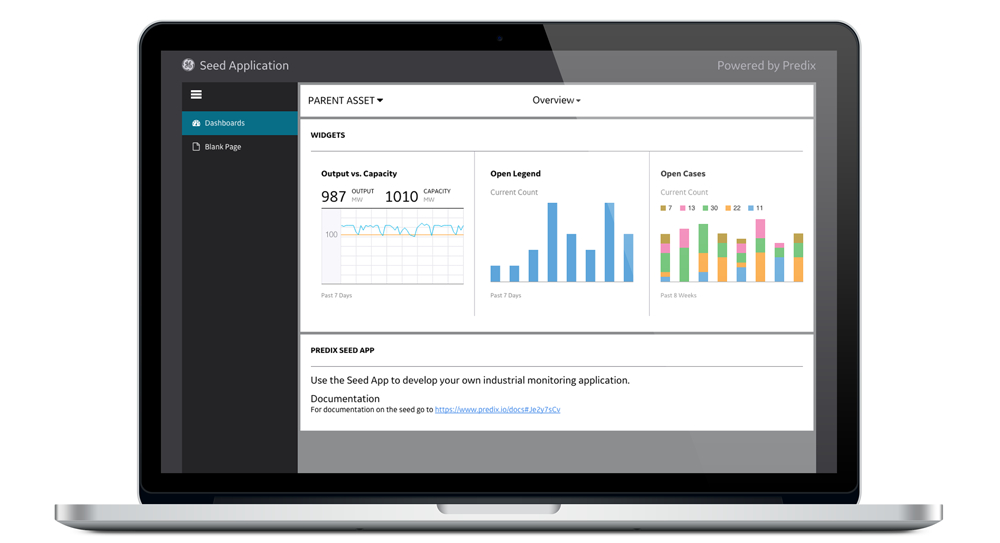 Seed Application
Powered by Predix
Dashboards
Blank Page
PARENT ASSET
Overview
WIDGETS
Output vs. Capacity
987 OUTPUT MW 1010 CAPACITY MW
100
Past 7 Days
Open Legend
Current Count
Past 7 Days
Open Cases
Current Count
7 13 30 22 11
Past 8 Weeks
PREDIX SEED APP
Use the Seed App to develop your own industrial monitoring application.
Documentation
For documentation on the seed go to https://www.predix.io/docs#Je2y7sCv